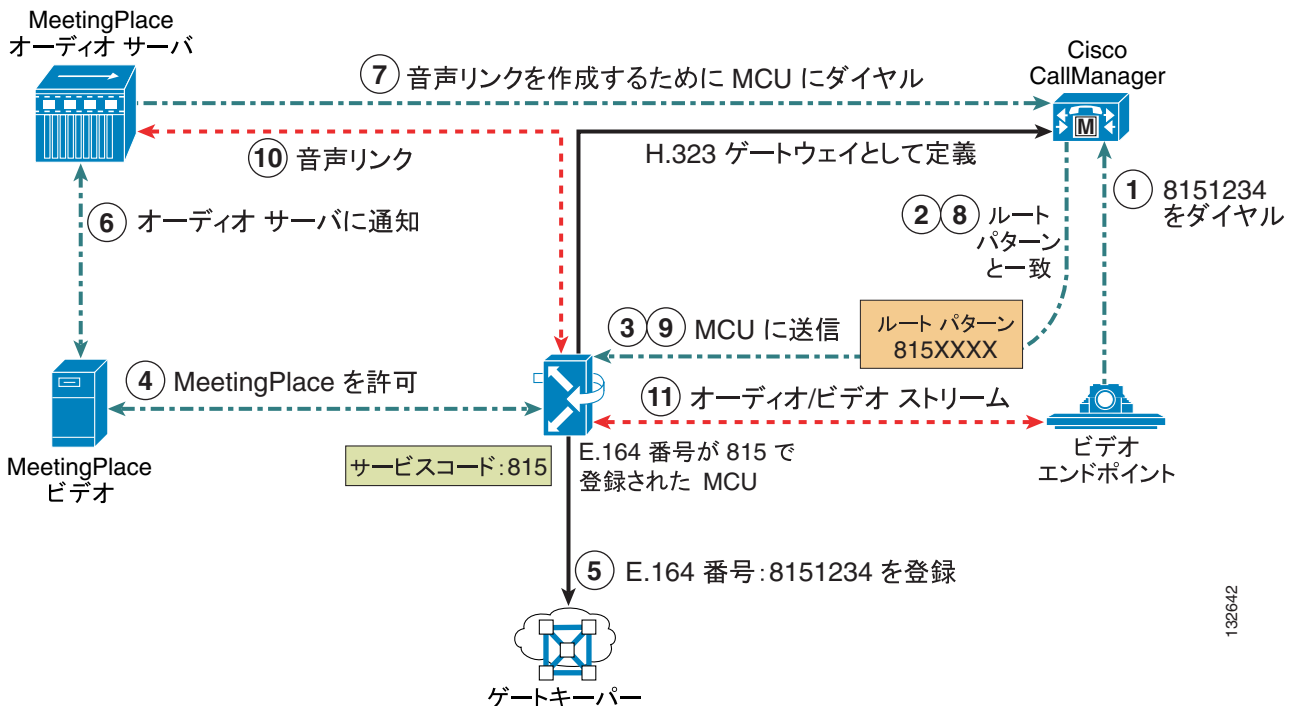 MeetingPlace
オーディオ サーバ
⑦ 音声リンクを作成するために MCU にダイヤル
Cisco
CallManager
M
⑩ 音声リンク
H.323 ゲートウェイとして定義
① 8151234
をダイヤル
⑥ オーディオ サーバに通知
②⑧ ルート
パターン
と一致
③⑨ MCU に送信
ルート パターン
815XXXX
④ MeetingPlace を許可
⑪ オーディオ/ビデオ ストリーム
MeetingPlace
ビデオ
サービスコード:815
E.164 番号が 815 で
登録された MCU
ビデオ
エンドポイント
⑤ E.164 番号:8151234 を登録
ゲートキーパー
132642